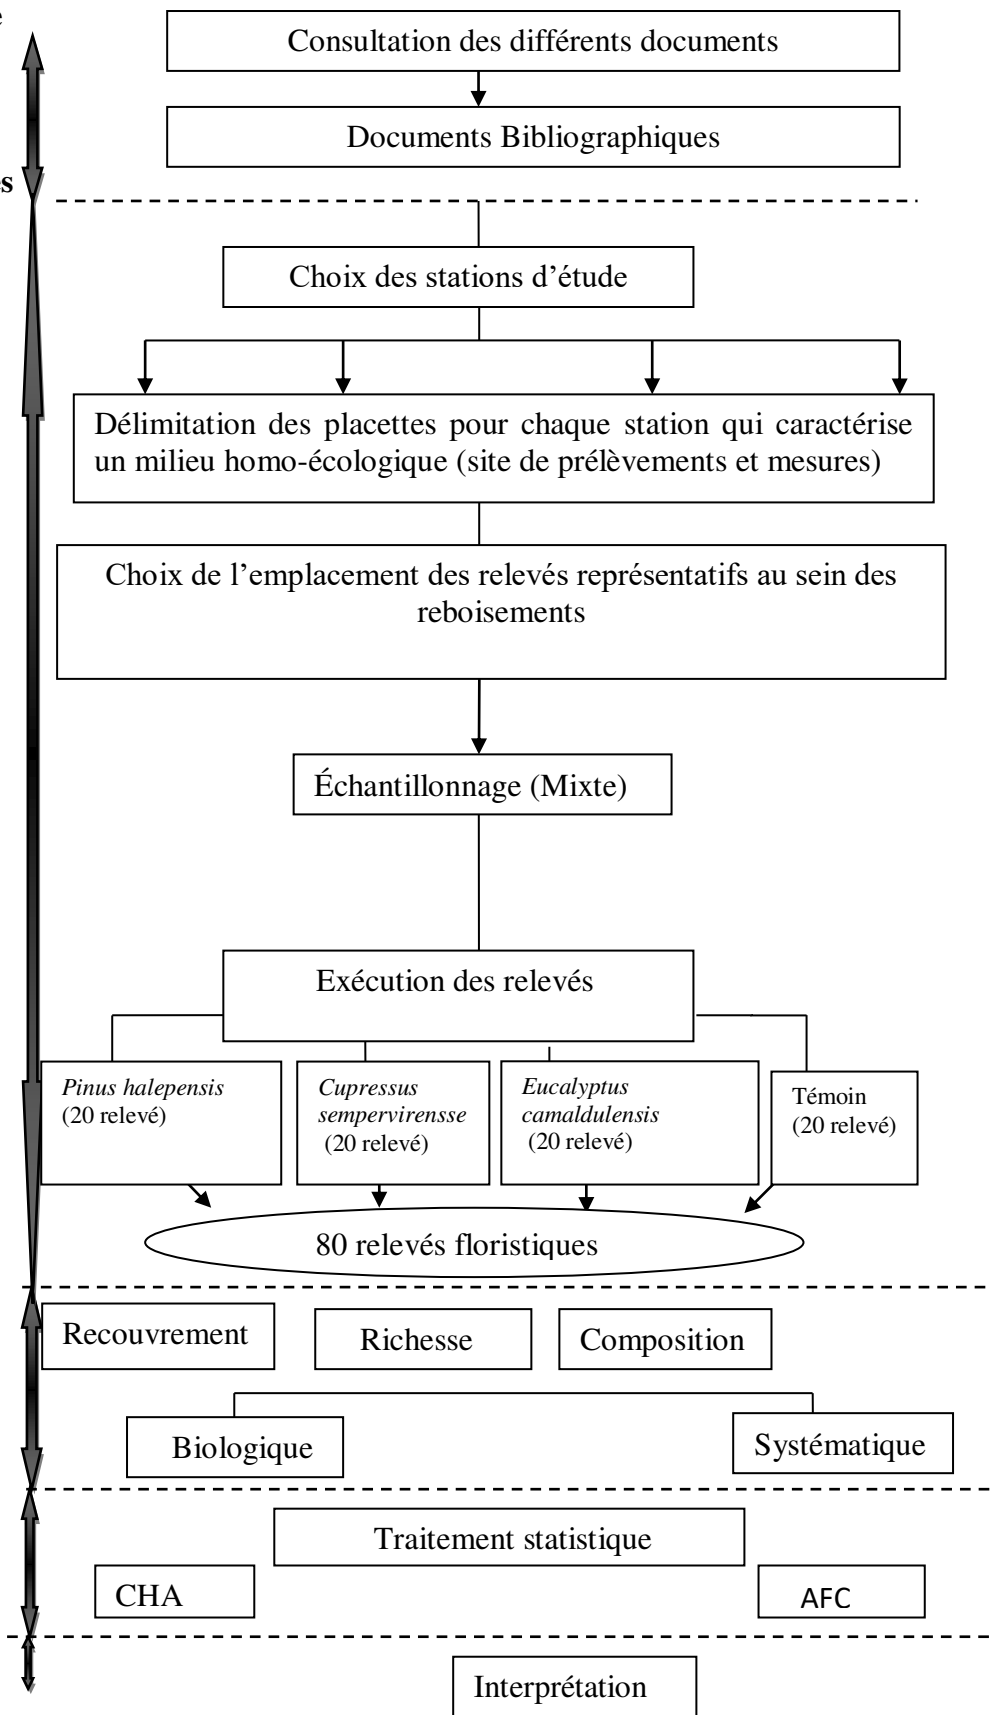 Consultation des différents documents
Documents Bibliographiques
Choix des stations d’étude
Délimitation des placettes pour chaque station qui caractérise
un milieu homo-écologique (site de prélèvements et mesures)
Choix de l’emplacement des relevés représentatifs au sein des
reboisements
Échantillonnage (Mixte)
Exécution des relevés
Pinus halepensis
(20 relevé)
Cupressus
sempervirensse
(20 relevé)
Eucalyptus
camaldulensis
(20 relevé)
Témoin
(20 relevé)
80 relevés floristiques
Recouvrement
Richesse
Composition
Biologique
Systématique
Traitement statistique
CHA
AFC
Interprétation